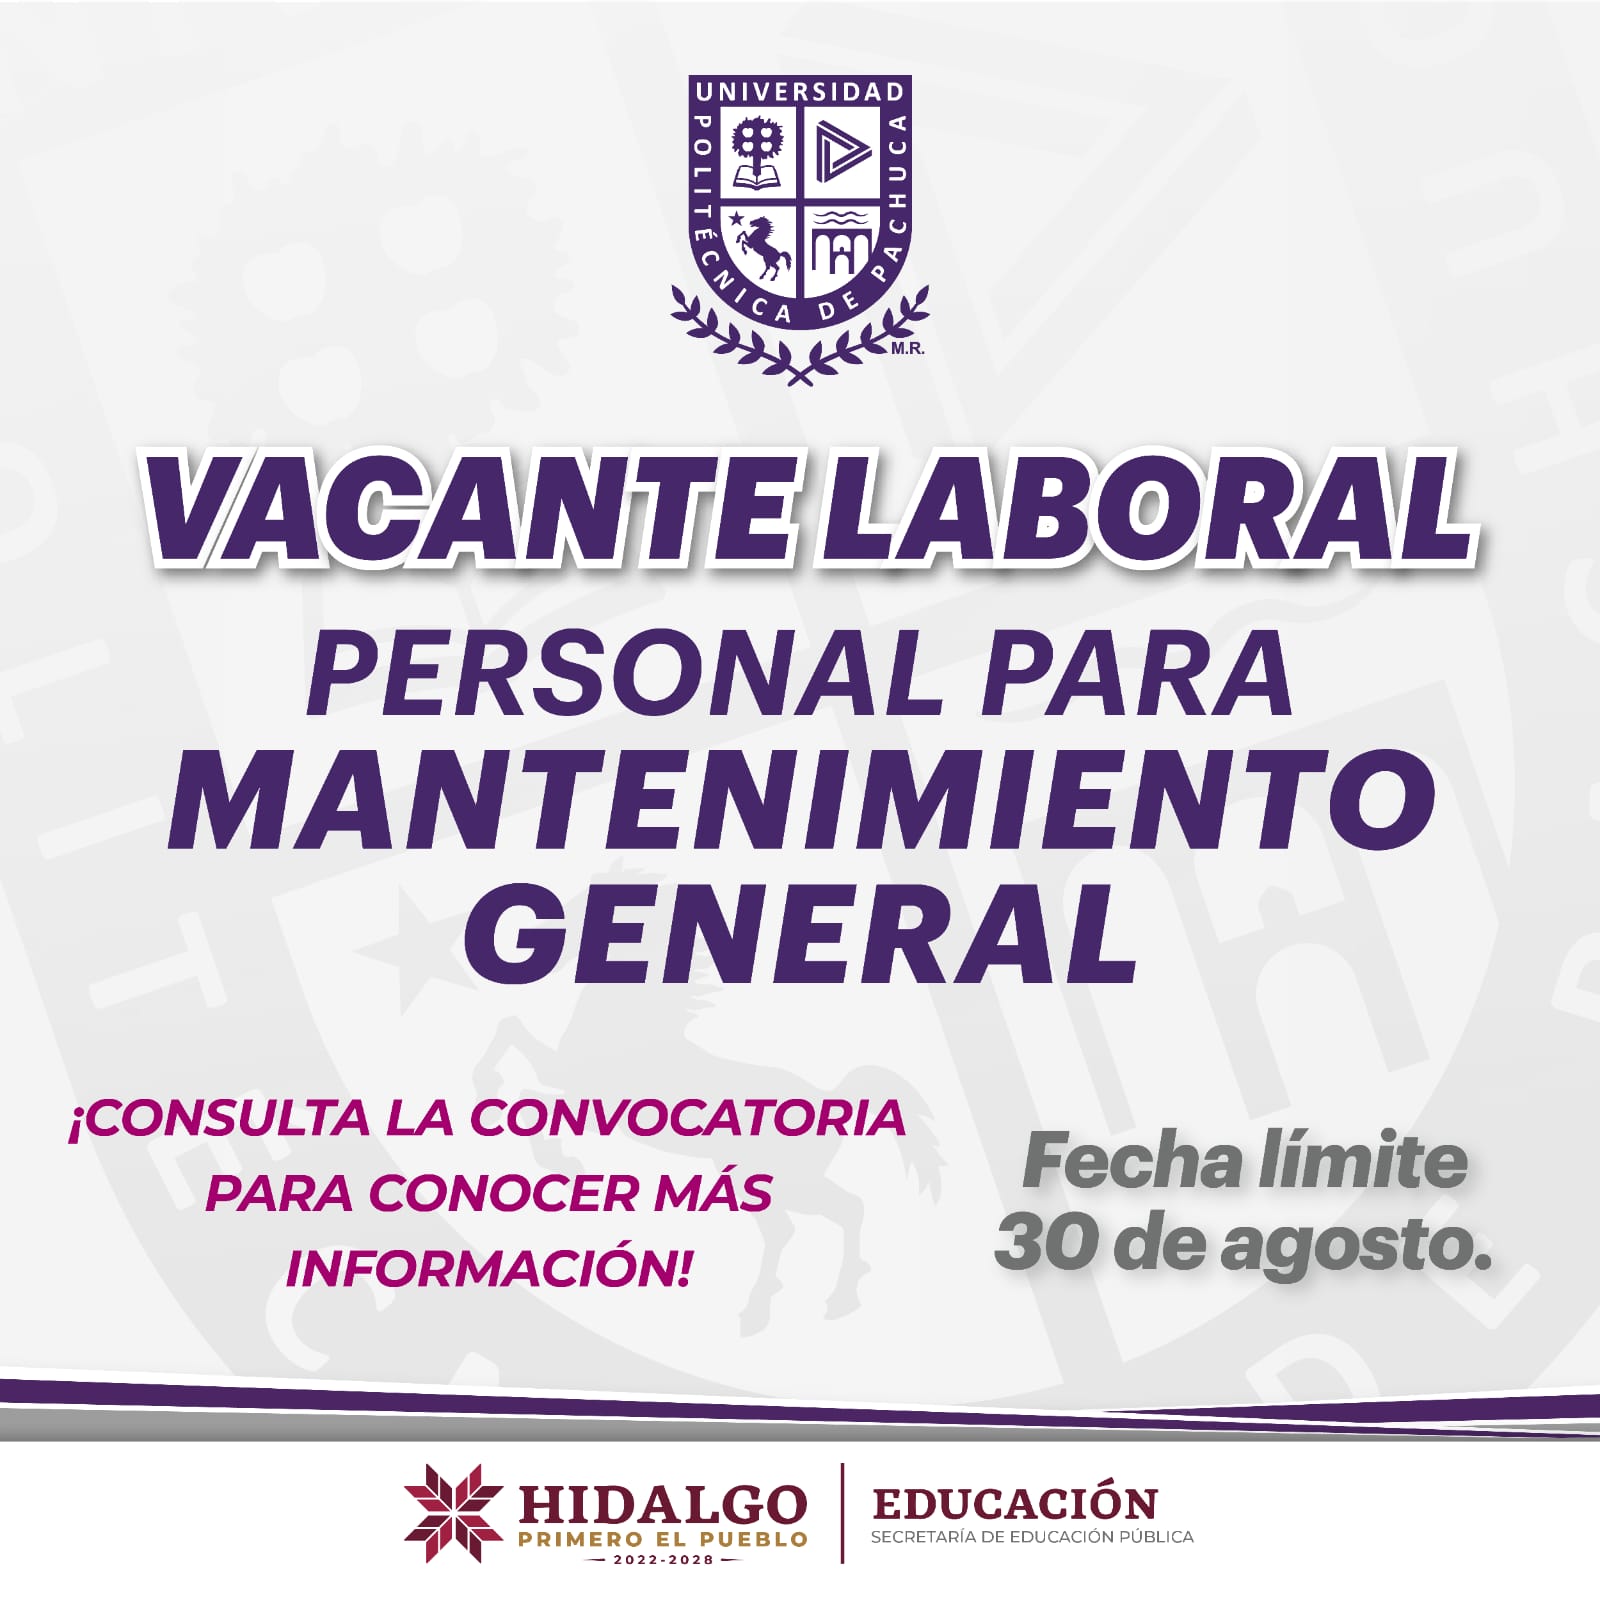 UNIVERSIDAD
POLITÉCNICA DE PACHUCA
M.R.
VACANTE LABORAL
PERSONAL PARA
MANTENIMIENTO
GENERAL
¡CONSULTA LA CONVOCATORIA
PARA CONOCER MÁS
INFORMACIÓN!
Fecha límite
30 de agosto.
HIDALGO
PRIMERO EL PUEBLO
2022-2028
EDUCACIÓN
SECRETARÍA DE EDUCACIÓN PÚBLICA